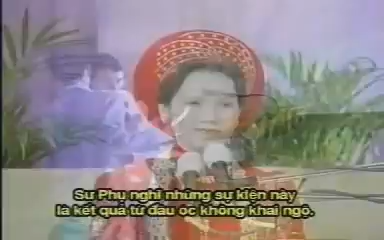 Sư Phụ nghĩ những sự kiện này
là kết quả từ đầu óc không khai ngộ.